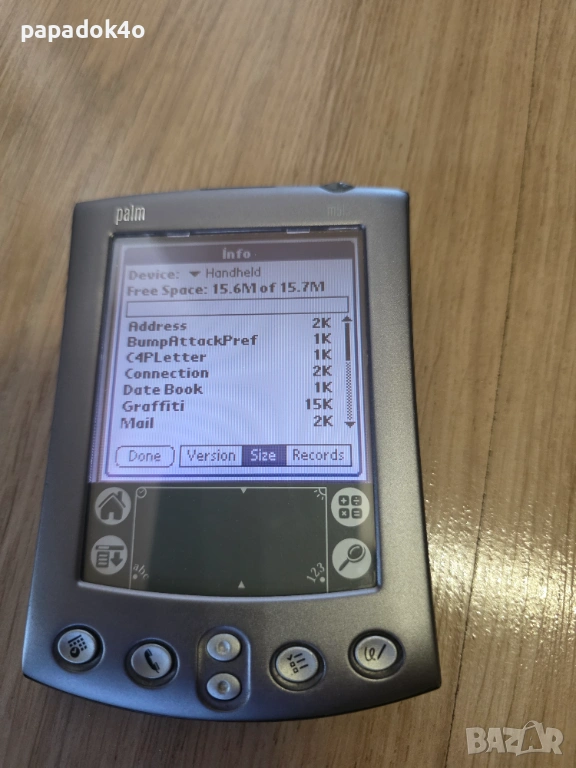 papadok4o
palm
Info
Device: Handheld
Free Space: 15.6M of 15.7M
Address 2K
BumpAttackPref 1K
C4PLetter 1K
Connection 2K
Date Book 1K
Graffiti 15K
Mail 2K
Done Version Size Records
abc 123
BAZAR